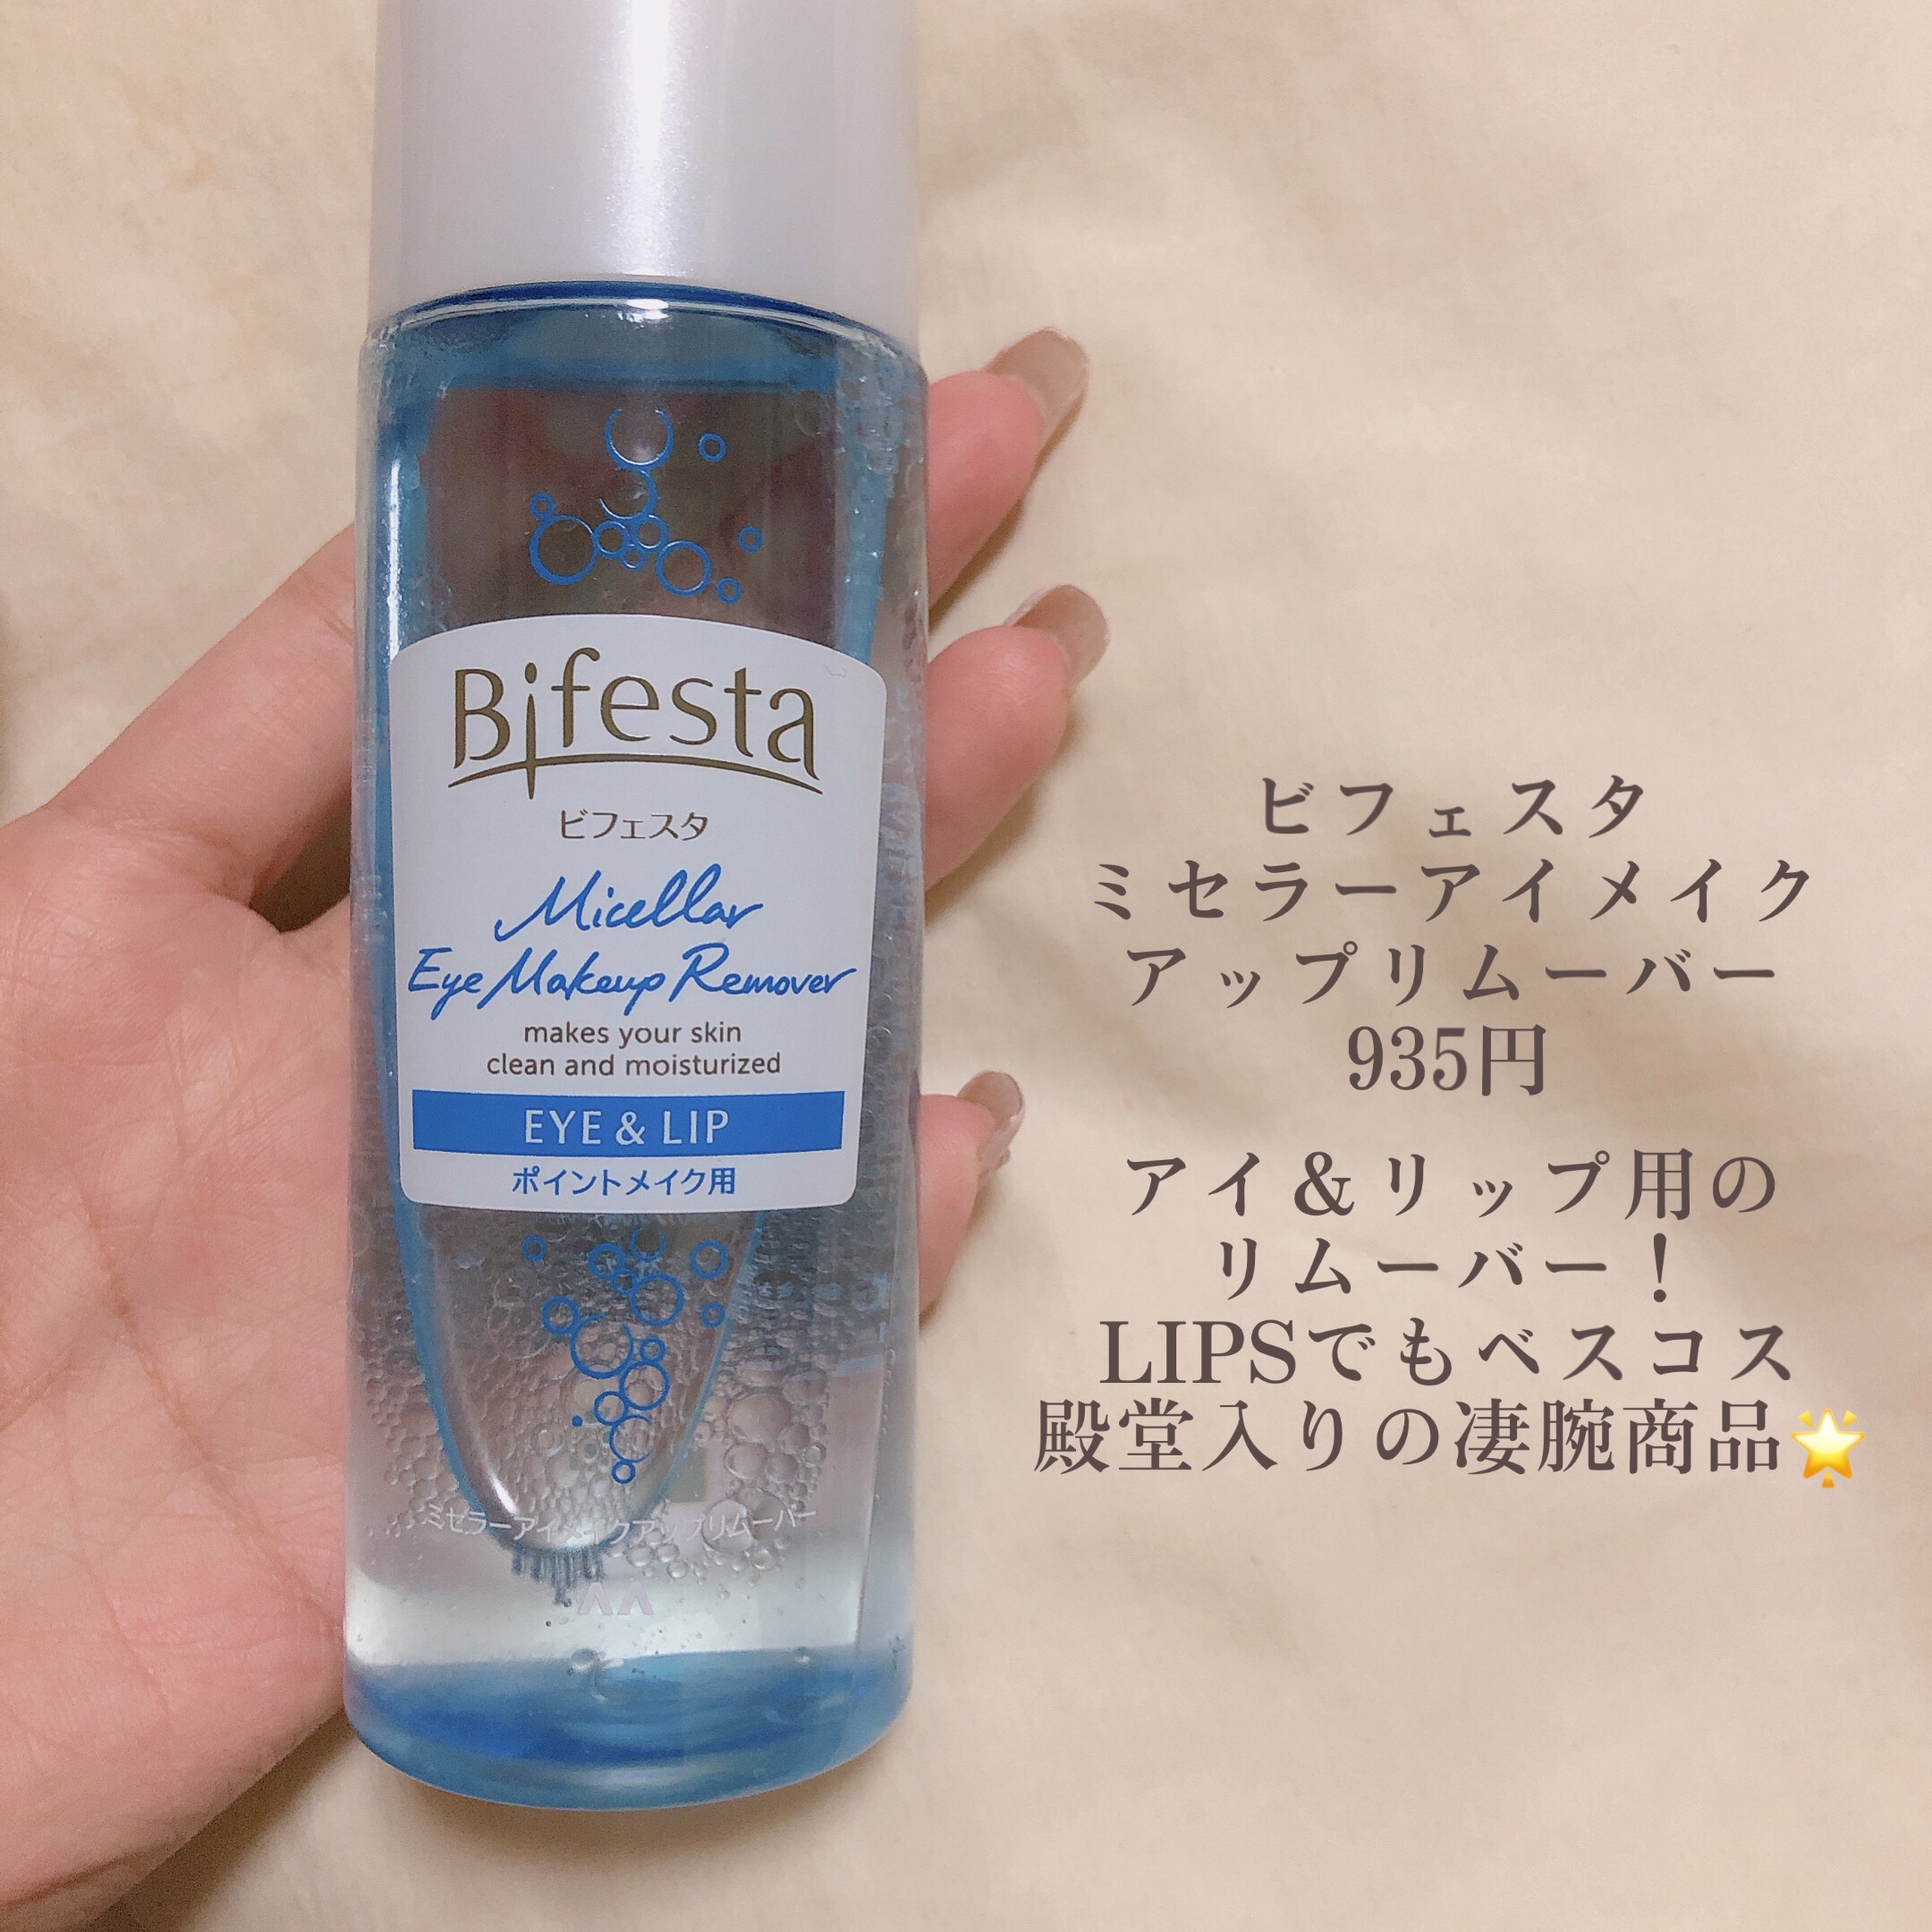 Bifesta
ビフェスタ
Micellar
Eye Makeup Remover
makes your skin
clean and moisturized
EYE & LIP
ポイントメイク用
ミセラーアイメイクアップリムーバー
ビフェスタ
ミセラーアイメイク
アップリムーバー
935円
アイ&リップ用の
リムーバー！
LIPSでもベスコス
殿堂入りの凄腕商品🌟